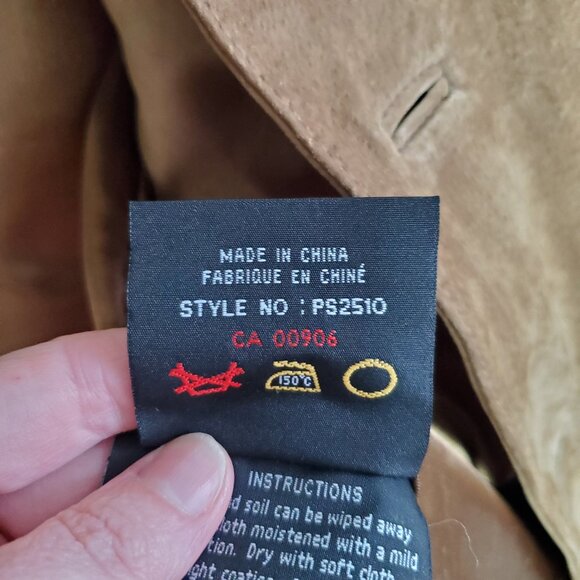 MADE IN CHINA
FABRIQUE EN CHINÉ
STYLE NO : PS2510
CA 00906
150°C
INSTRUCTIONS
soil can be wiped away
moistened with a mild
Dry with soft cloth